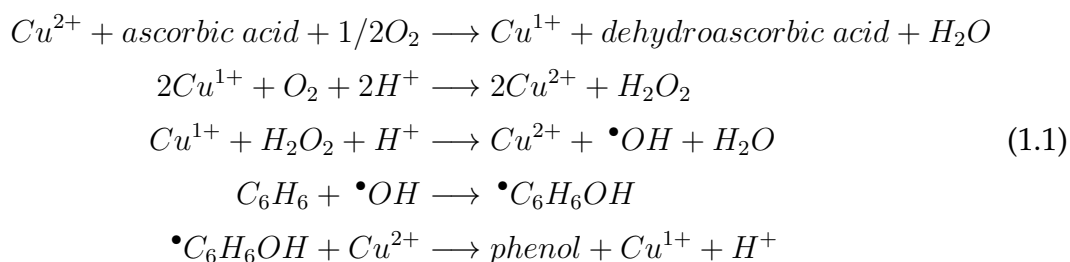 Cu²⁺ + ascorbic acid + 1/2O₂ ⟶ Cu¹⁺ + dehydroascorbic acid + H₂O
2Cu¹⁺ + O₂ + 2H⁺ ⟶ 2Cu²⁺ + H₂O₂
Cu¹⁺ + H₂O₂ + H⁺ ⟶ Cu²⁺ + •OH + H₂O (1.1)
C₆H₆ + •OH ⟶ •C₆H₆OH
•C₆H₆OH + Cu²⁺ ⟶ phenol + Cu¹⁺ + H⁺